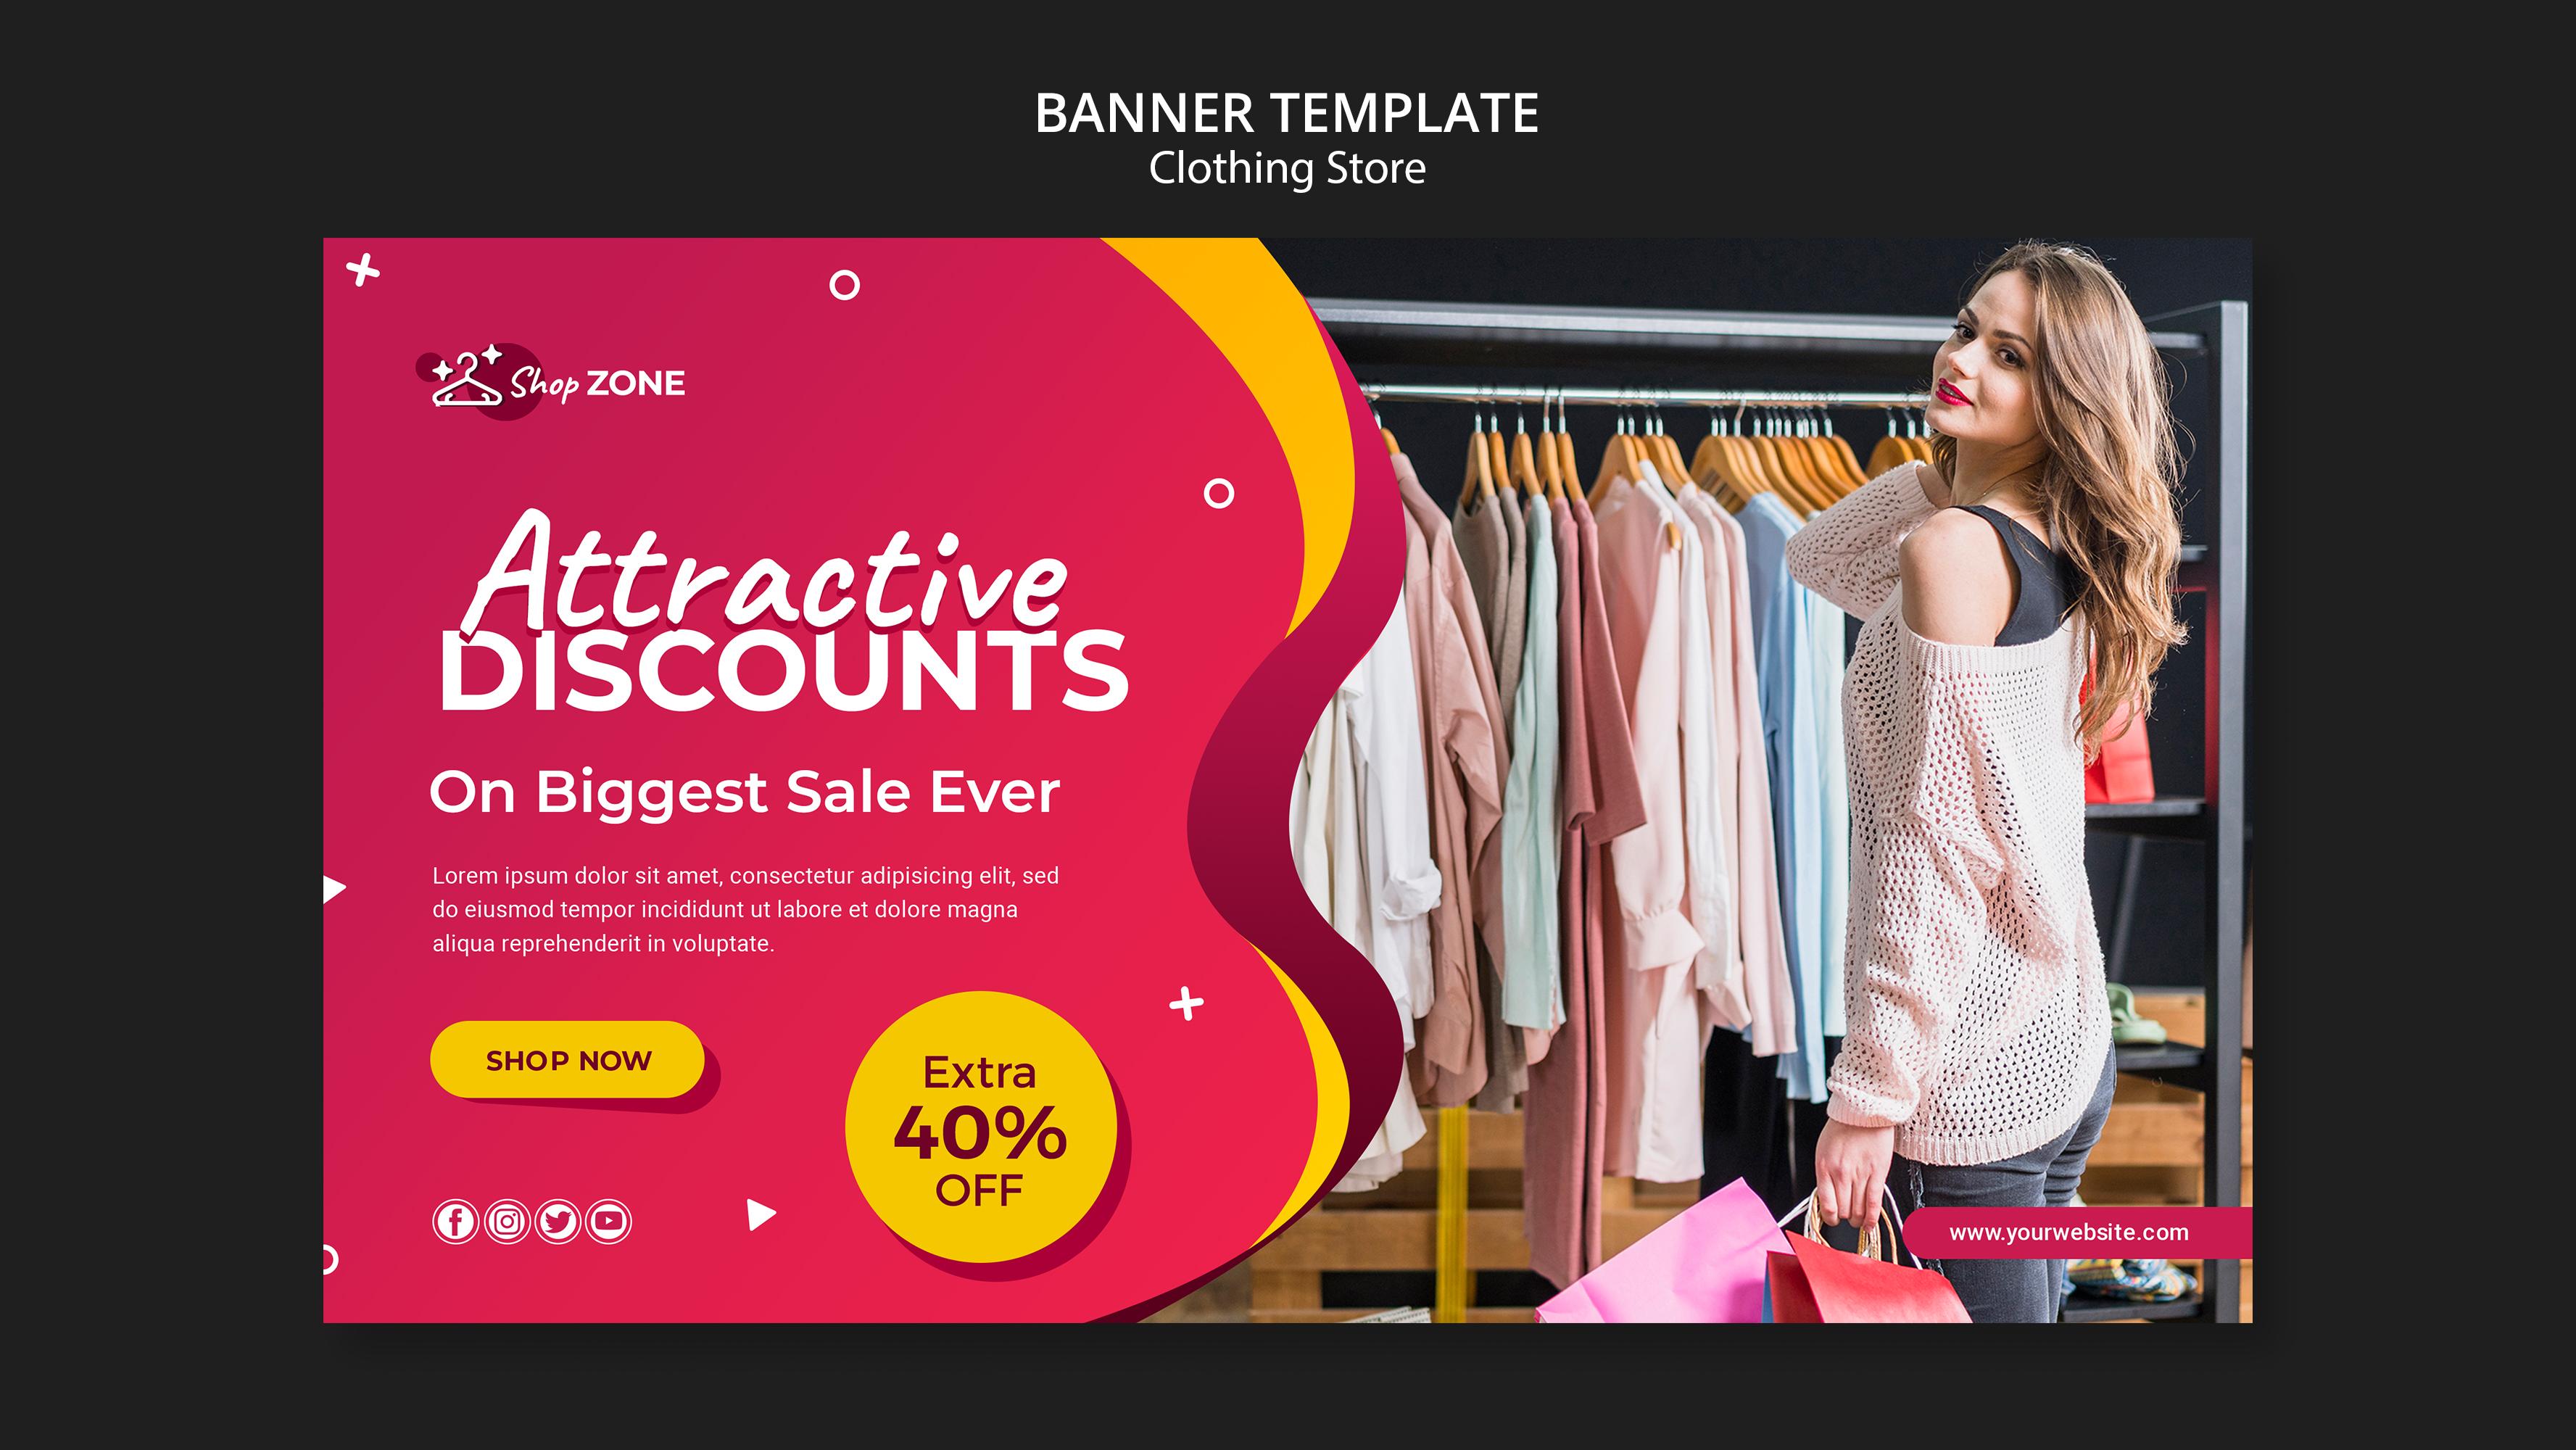 BANNER TEMPLATE
Clothing Store
Shop ZONE
Attractive
DISCOUNTS
On Biggest Sale Ever
Lorem ipsum dolor sit amet, consectetur adipisicing elit, sed
do eiusmod tempor incididunt ut labore et dolore magna
aliqua reprehenderit in voluptate.
SHOP NOW
Extra
40%
OFF
www.yourwebsite.com